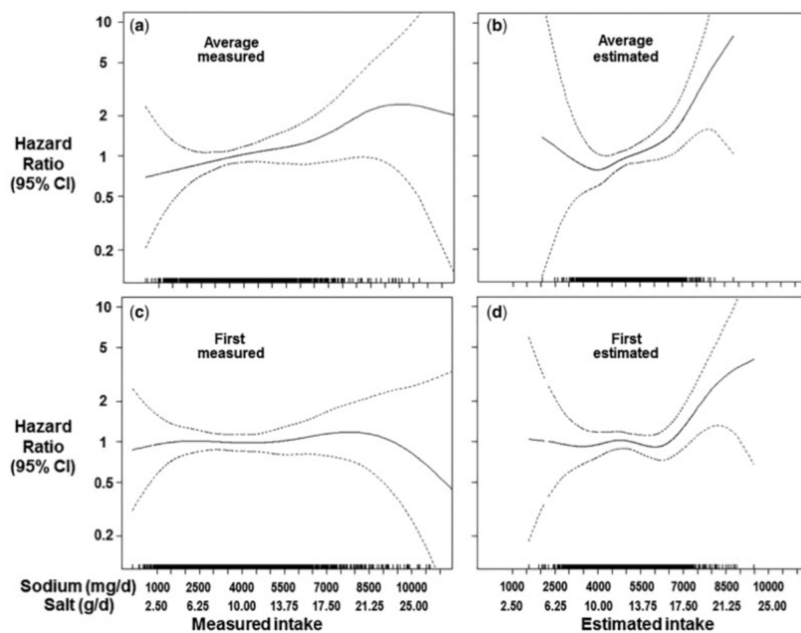 (a)
Average
measured
(b)
Average
estimated
10
5
2
1
0.5
0.2
Hazard
Ratio
(95% CI)
(c)
First
measured
(d)
First
estimated
10
5
2
1
0.5
0.2
Hazard
Ratio
(95% CI)
Sodium (mg/d) 1000 2500 4000 5500 7000 8500 10000 1000 2500 4000 5500 7000 8500 10000
Salt (g/d) 2.50 6.25 10.00 13.75 17.50 21.25 25.00 2.50 6.25 10.00 13.75 17.50 21.25 25.00
Measured intake Estimated intake